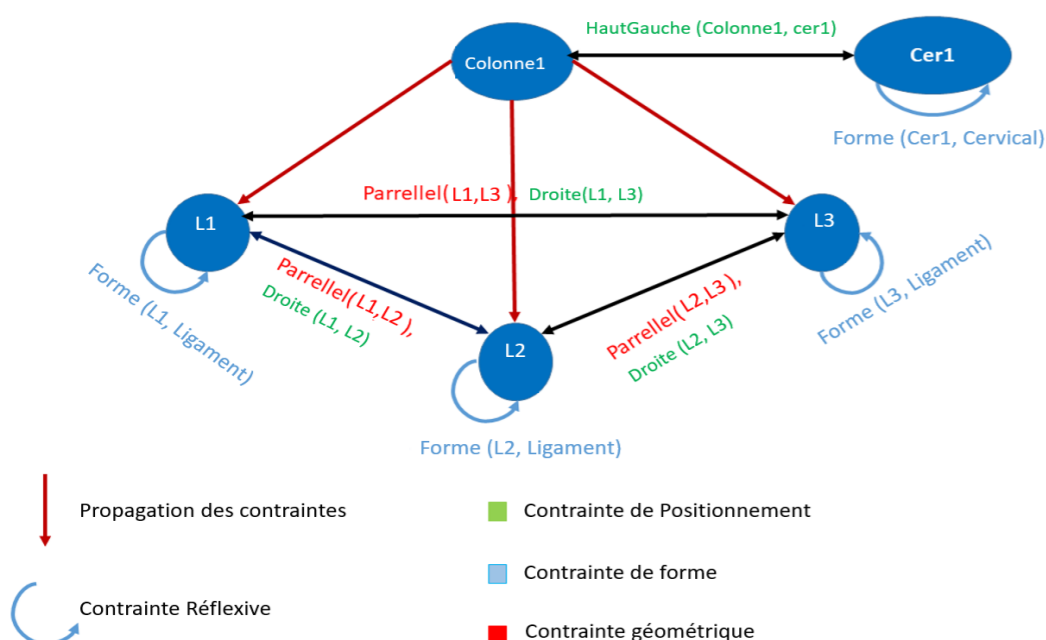 HautGauche (Colonne1, cer1)
Colonne1
Cer1
Forme (Cer1, Cervical)
Parrellel( L1,L3 ), Droite(L1, L3)
L1
L3
Forme (L1, Ligament)
Parrellel( L1,L2 ),
Droite (L1, L2)
Parrellel( L2,L3 ),
Droite (L2, L3)
Forme (L3, Ligament)
L2
Forme (L2, Ligament)
Propagation des contraintes
Contrainte de Positionnement
Contrainte de forme
Contrainte Réflexive
Contrainte géométrique